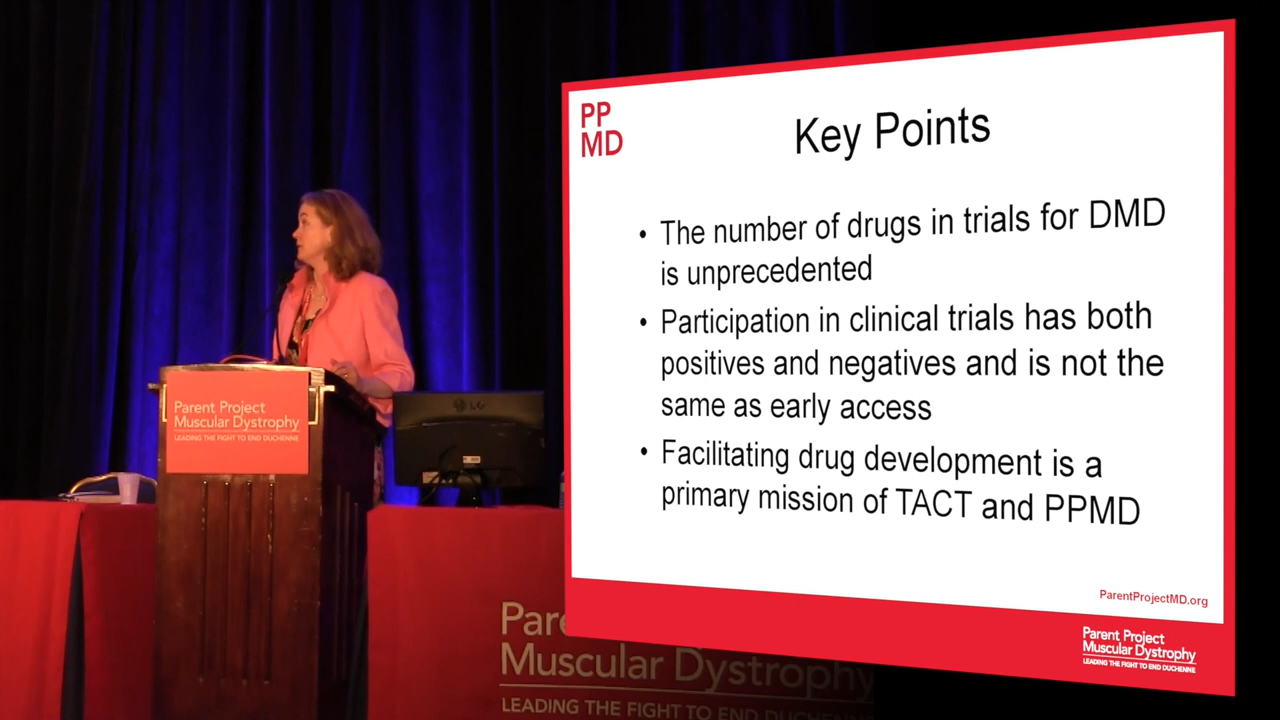 PP
MD
Key Points
• The number of drugs in trials for DMD
is unprecedented
• Participation in clinical trials has both
positives and negatives and is not the
same as early access
• Facilitating drug development is a
primary mission of TACT and PPMD
ParentProjectMD.org
Parent Project
Muscular Dystrophy
LEADING THE FIGHT TO END DUCHENNE
Parent Project
Muscular Dystrophy
LEADING THE FIGHT TO END DUCHENNE
LG
Pare
Muscular Dystrophy
LEADING THE FIGHT TO END DUCHENN